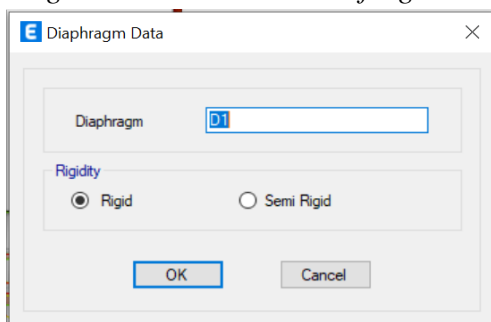 E Diaphragm Data
Diaphragm D1
Rigidity
Rigid Semi Rigid
OK Cancel